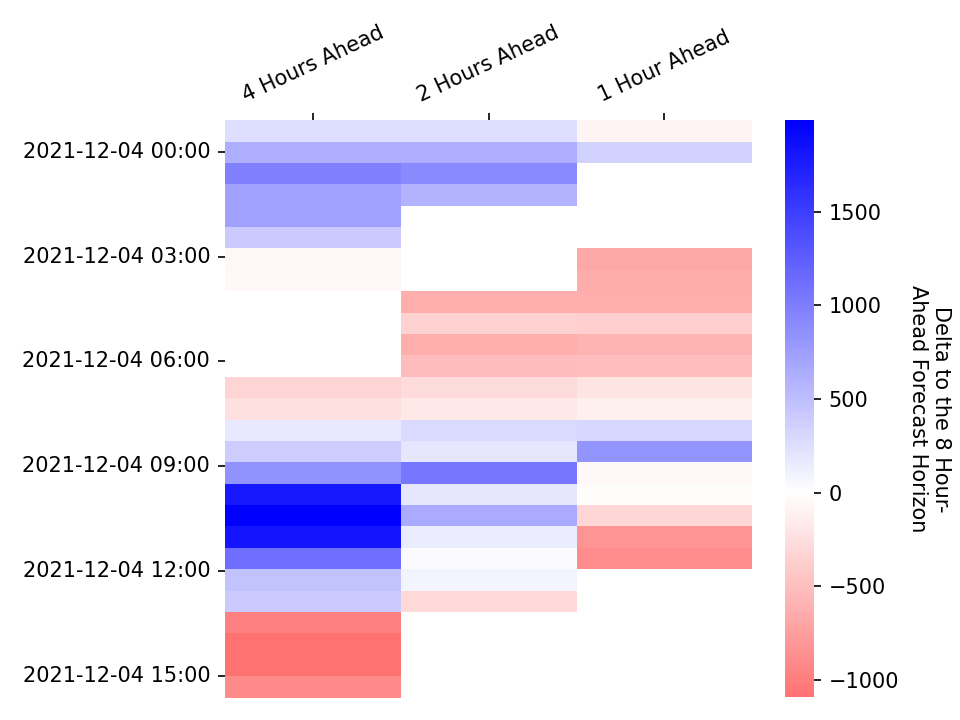 4 Hours Ahead
2 Hours Ahead
1 Hour Ahead
2021-12-04 00:00
2021-12-04 03:00
2021-12-04 06:00
2021-12-04 09:00
2021-12-04 12:00
2021-12-04 15:00
1500
1000
500
0
−500
−1000
Delta to the 8 Hour-
Ahead Forecast Horizon